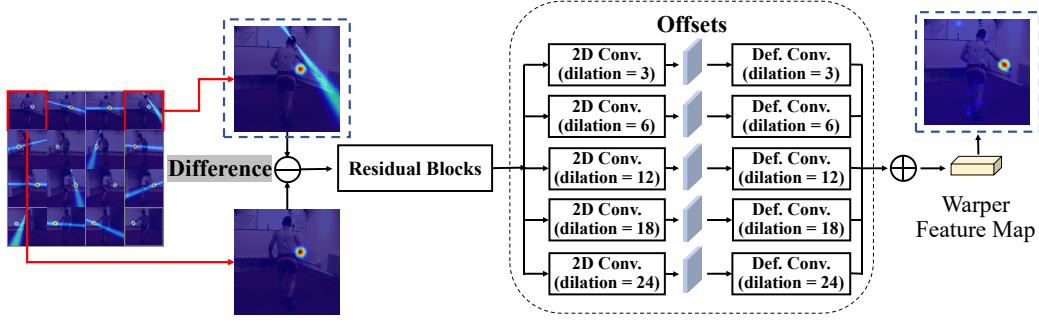 Offsets
2D Conv.
(dilation = 3)
Def. Conv.
(dilation = 3)
2D Conv.
(dilation = 6)
Def. Conv.
(dilation = 6)
Difference
Residual Blocks
2D Conv.
(dilation = 12)
Def. Conv.
(dilation = 12)
2D Conv.
(dilation = 18)
Def. Conv.
(dilation = 18)
2D Conv.
(dilation = 24)
Def. Conv.
(dilation = 24)
Warper
Feature Map